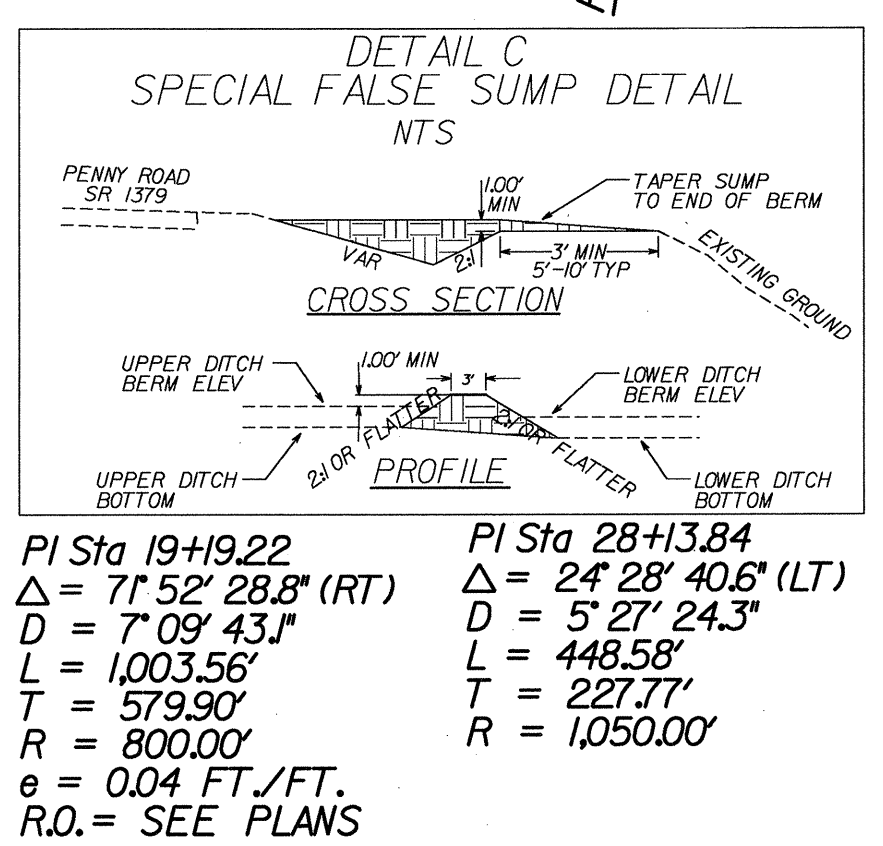 DETAIL C
SPECIAL FALSE SUMP DETAIL
NTS
PENNY ROAD
SR 1379
1.00' MIN
TAPER SUMP
TO END OF BERM
VAR
2:1
3' MIN
5'-10' TYP
EXISTING GROUND
CROSS SECTION
UPPER DITCH
BERM ELEV
1.00' MIN
3'
LOWER DITCH
BERM ELEV
2:1 OR FLATTER
2:1 OR FLATTER
UPPER DITCH
BOTTOM
PROFILE
LOWER DITCH
BOTTOM
PI Sta 19+19.22
Δ = 71° 52' 28.8" (RT)
D = 7° 09' 43.1"
L = 1,003.56'
T = 579.90'
R = 800.00'
e = 0.04 FT./FT.
R.O. = SEE PLANS
PI Sta 28+13.84
Δ = 24° 28' 40.6" (LT)
D = 5° 27' 24.3"
L = 448.58'
T = 227.77'
R = 1,050.00'